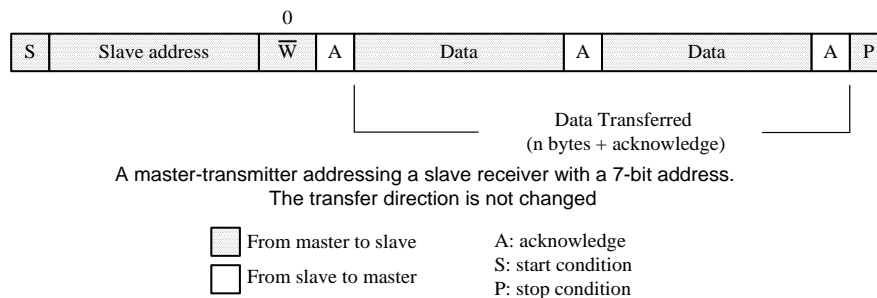 0
S Slave address W̅ A Data A Data A P
Data Transferred
(n bytes + acknowledge)
A master-transmitter addressing a slave receiver with a 7-bit address.
The transfer direction is not changed
From master to slave
From slave to master
A: acknowledge
S: start condition
P: stop condition